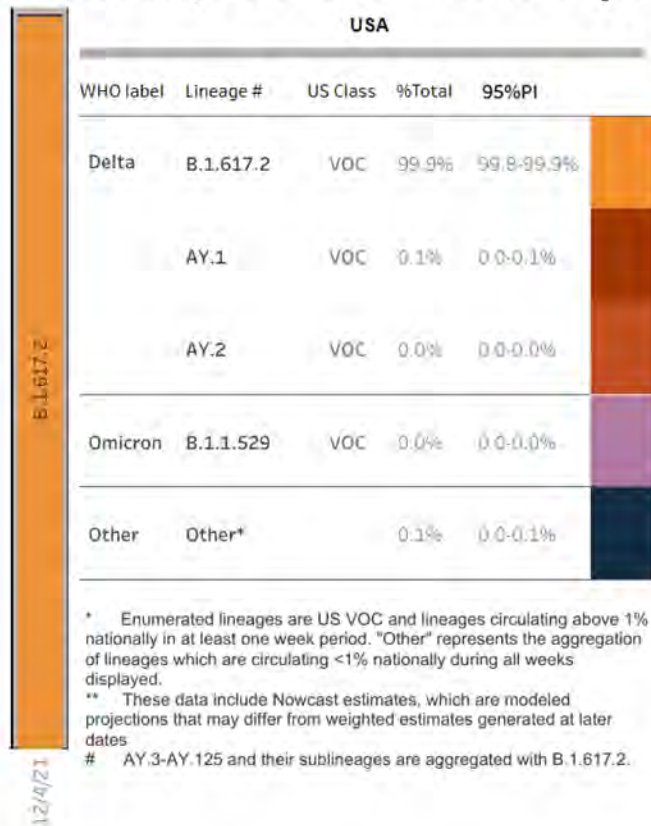 USA
WHO label Lineage # US Class %Total 95%PI
Delta B.1.617.2 VOC 99.9% 99.8-99.9%
AY.1 VOC 0.1% 0.0-0.1%
AY.2 VOC 0.0% 0.0-0.0%
Omicron B.1.1.529 VOC 0.0% 0.0-0.0%
Other Other* 0.1% 0.0-0.1%
* Enumerated lineages are US VOC and lineages circulating above 1%
nationally in at least one week period. "Other" represents the aggregation
of lineages which are circulating <1% nationally during all weeks
displayed.
** These data include Nowcast estimates, which are modeled
projections that may differ from weighted estimates generated at later
dates
# AY.3-AY.125 and their sublineages are aggregated with B.1.617.2.
B.1.617.2
12/4/21